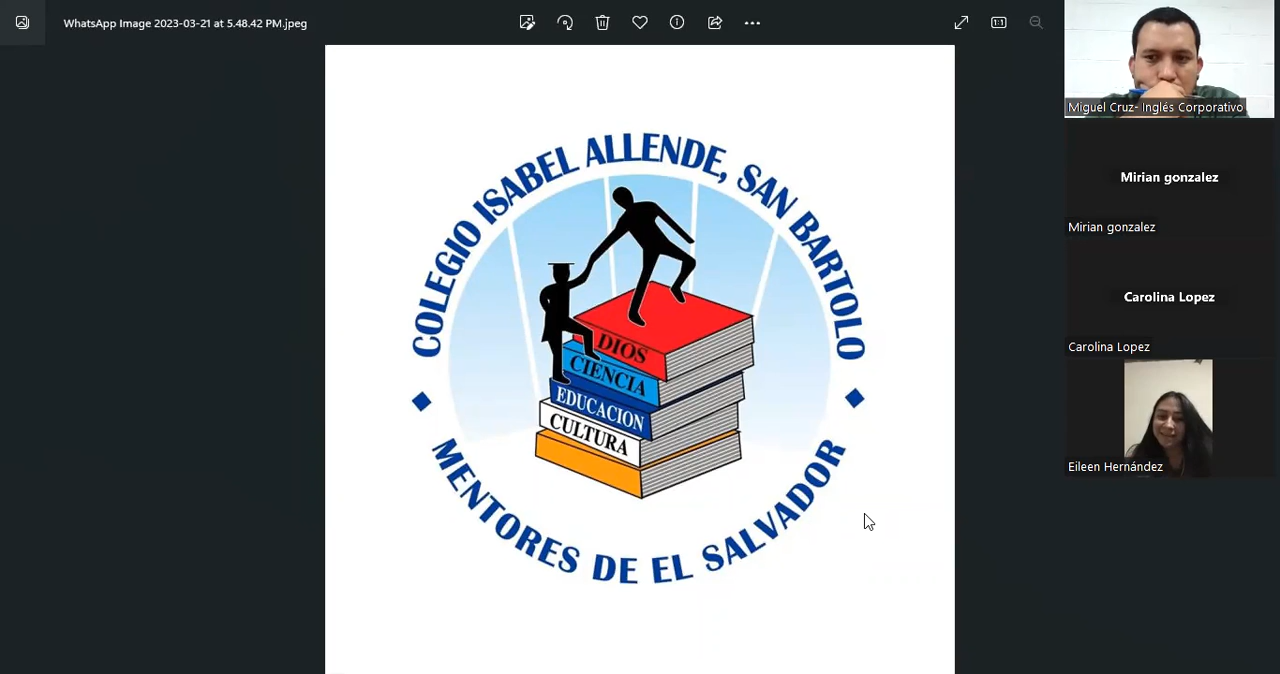 WhatsApp Image 2023-03-21 at 5.48.42 PM.jpeg
1:1
COLEGIO ISABEL ALLENDE, SAN BARTOLO
DIOS
CIENCIA
EDUCACION
CULTURA
MENTORES DE EL SALVADOR
Miguel Cruz- Inglés Corporativo
Mirian gonzalez
Mirian gonzalez
Carolina Lopez
Carolina Lopez
Eileen Hernández